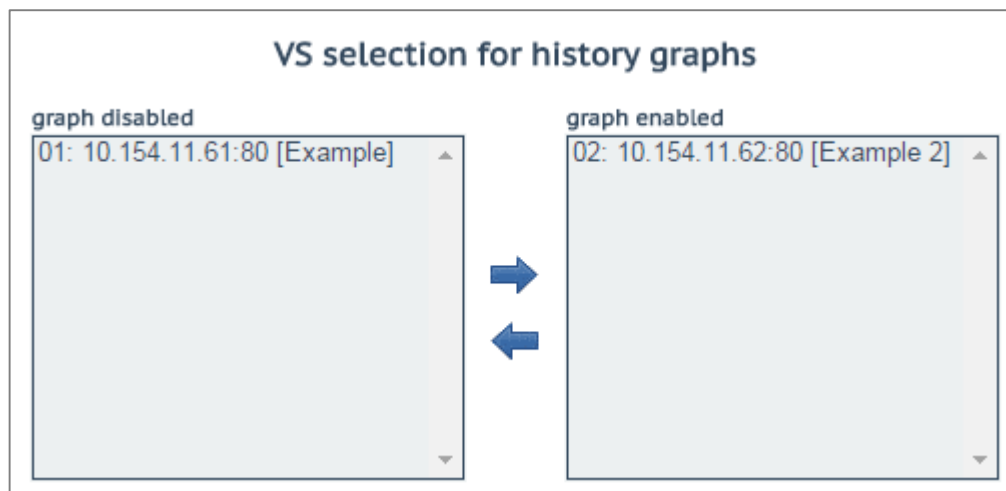 VS selection for history graphs
graph disabled
01: 10.154.11.61:80 [Example]
graph enabled
02: 10.154.11.62:80 [Example 2]